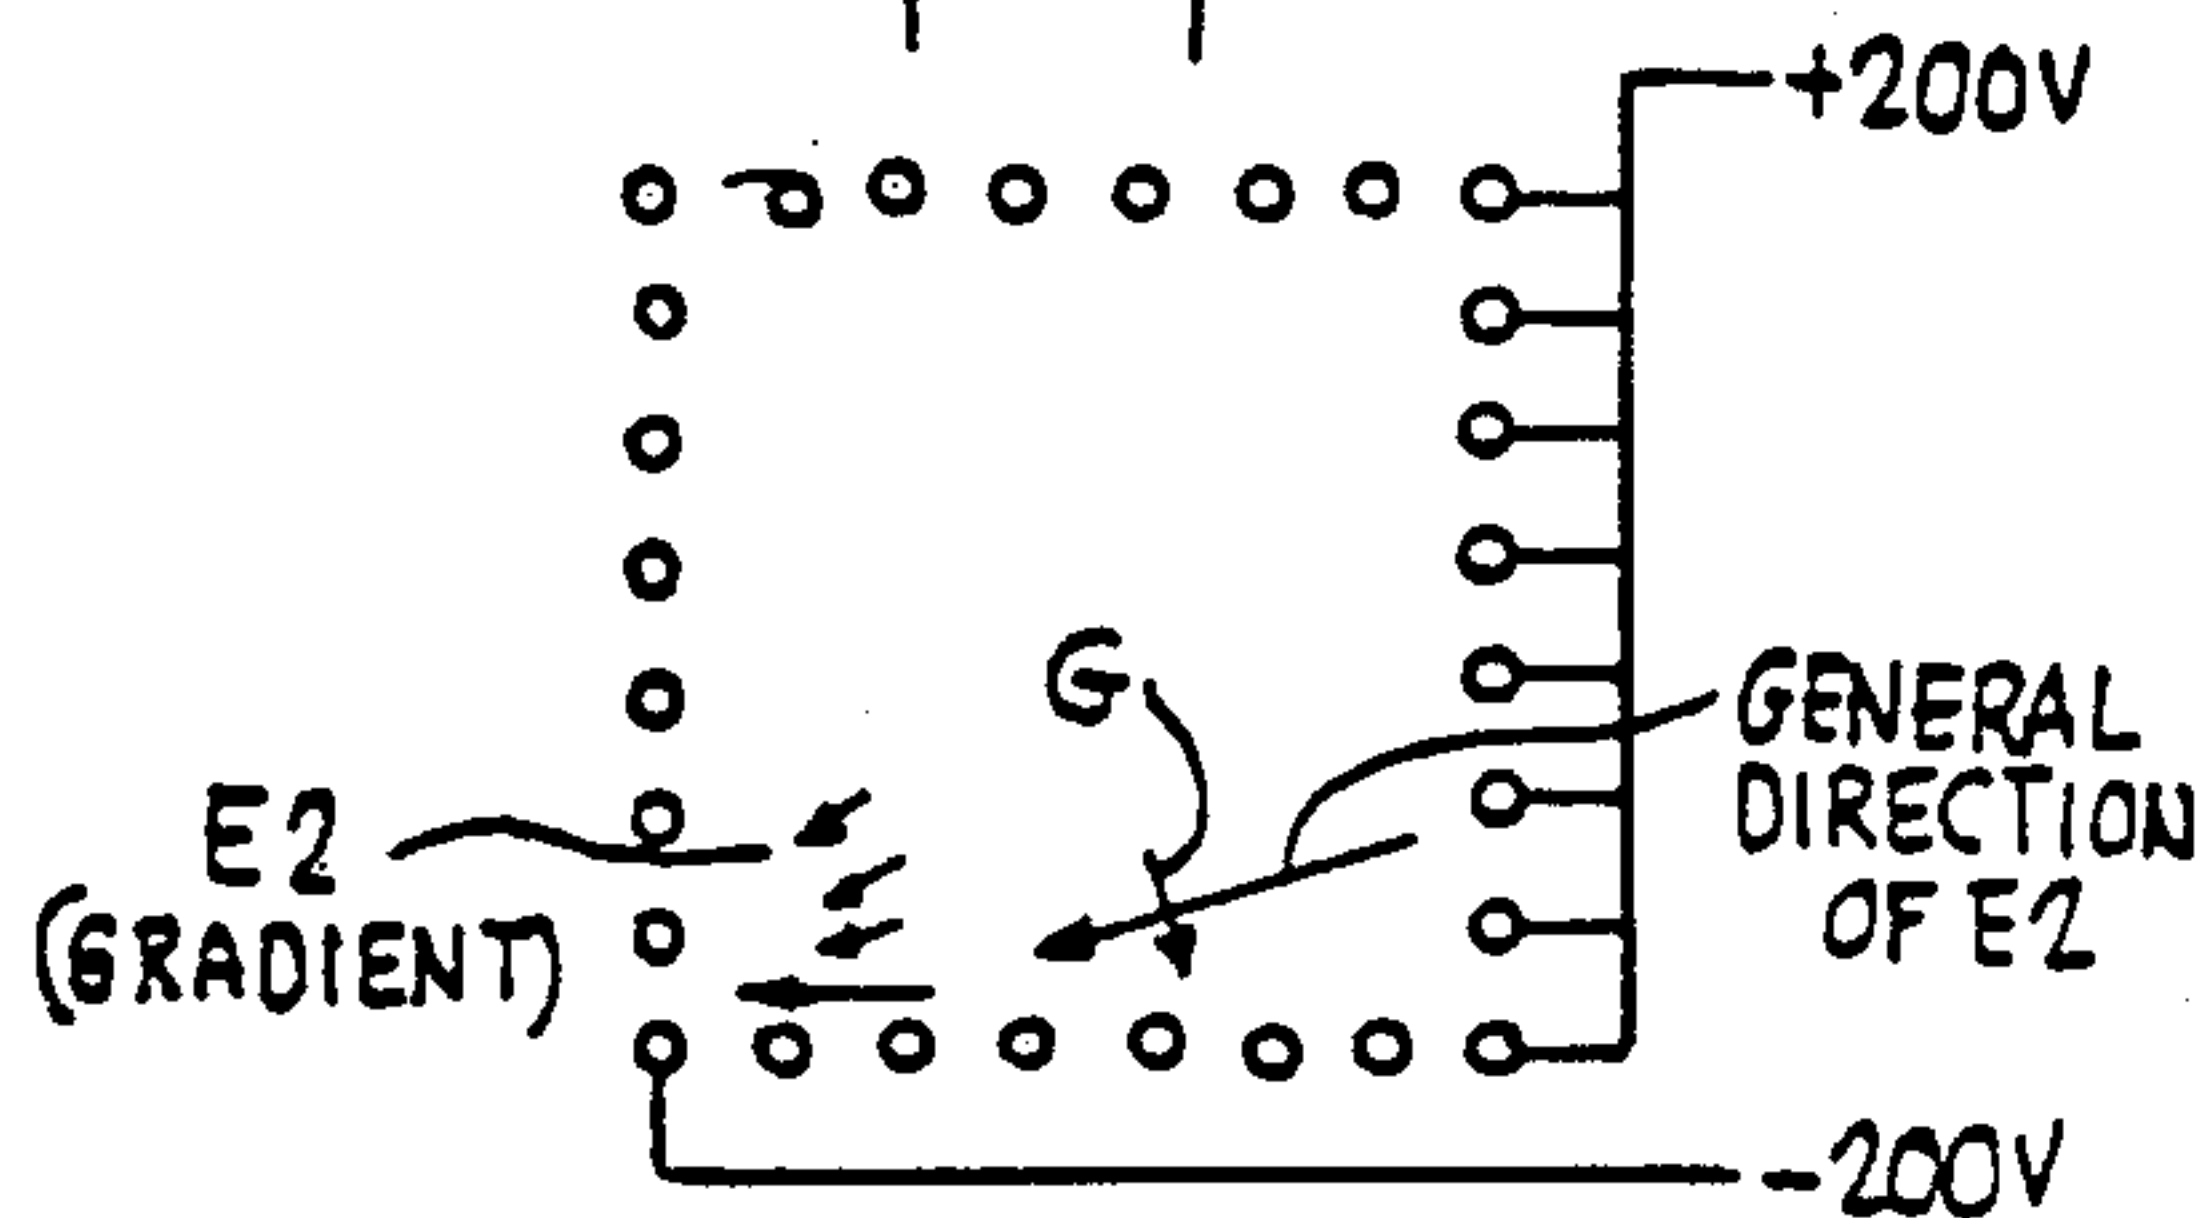 +200V
G
GENERAL
DIRECTION
OF E2
E2
(GRADIENT)
-200V